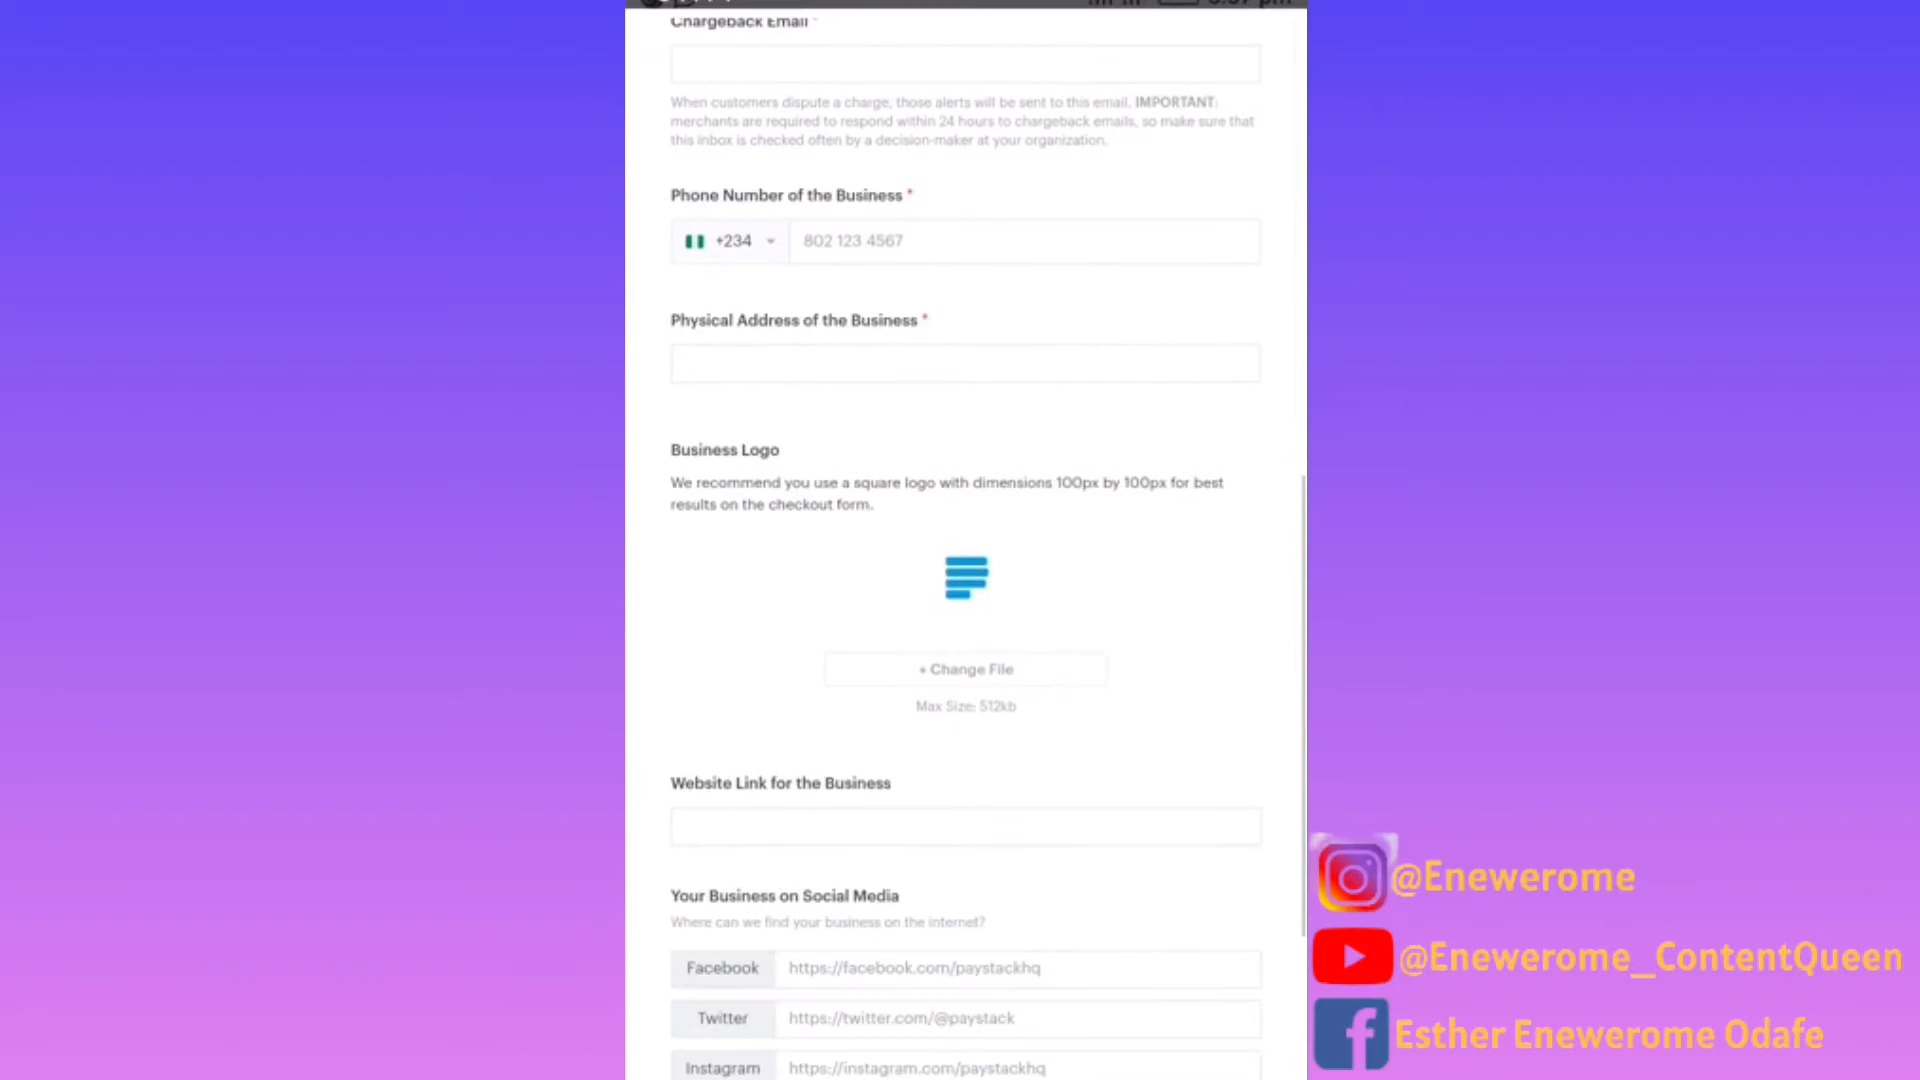 Chargeback Email
When customers dispute a charge, those alerts will be sent to this email. IMPORTANT:
merchants are required to respond within 24 hours to chargeback emails, so make sure that
this inbox is checked often by a decision-maker at your organization.
Phone Number of the Business *
+234 802 123 4567
Physical Address of the Business *
Business Logo
We recommend you use a square logo with dimensions 100px by 100px for best
results on the checkout form.
+ Change File
Max Size: 512kb
Website Link for the Business
Your Business on Social Media
Where can we find your business on the internet?
Facebook https://facebook.com/paystackhq
Twitter https://twitter.com/@paystack
Instagram https://instagram.com/paystackhq
@Enewerome
@Enewerome_ContentQueen
Esther Enewerome Odafe